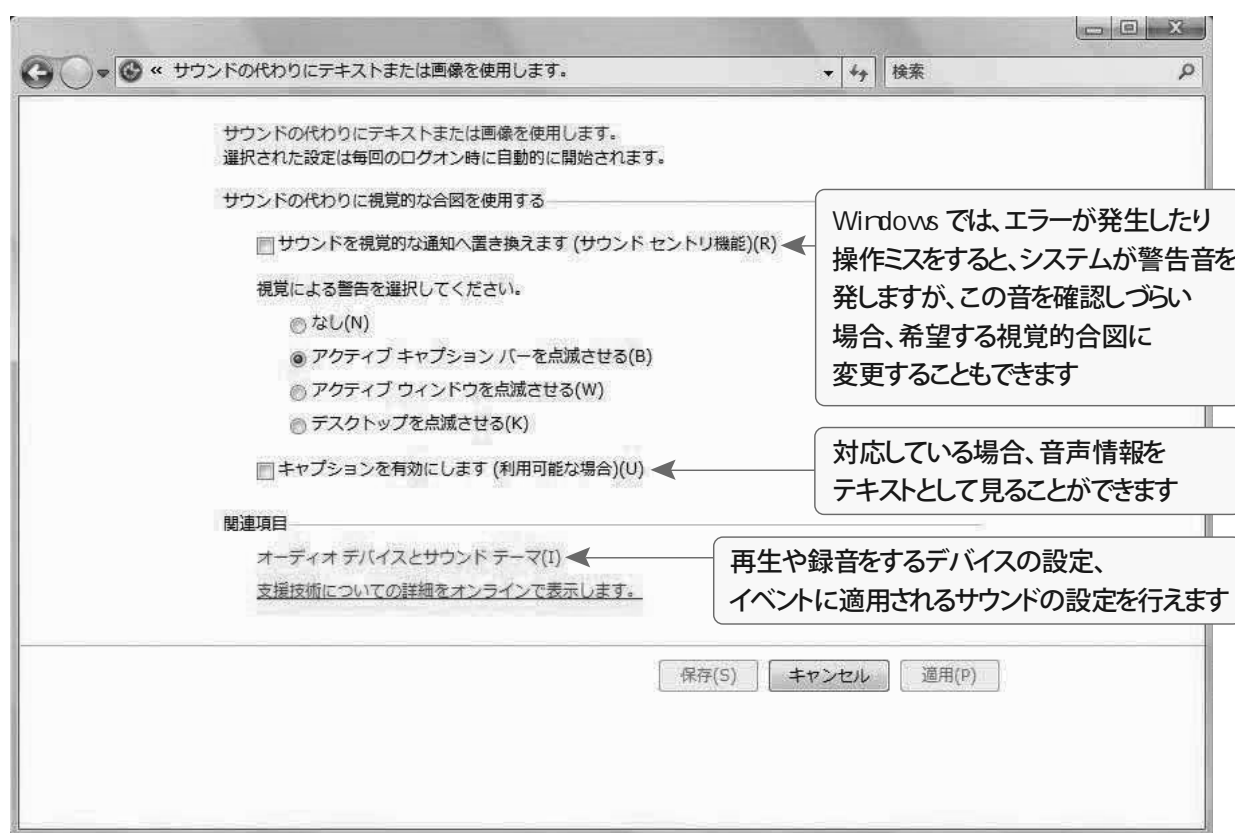 « サウンドの代わりにテキストまたは画像を使用します。
検索
サウンドの代わりにテキストまたは画像を使用します。
選択された設定は毎回のログオン時に自動的に開始されます。
サウンドの代わりに視覚的な合図を使用する
サウンドを視覚的な通知へ置き換えます (サウンド セントリ機能)(R)
Windows では、エラーが発生したり
操作ミスをすると、システムが警告音を
発しますが、この音を確認しづらい
場合、希望する視覚的合図に
変更することもできます
視覚による警告を選択してください。
なし(N)
アクティブ キャプション バーを点滅させる(B)
アクティブ ウィンドウを点滅させる(W)
デスクトップを点滅させる(K)
キャプションを有効にします (利用可能な場合)(U)
対応している場合、音声情報を
テキストとして見ることができます
関連項目
オーディオ デバイスとサウンド テーマ(I)
支援技術についての詳細をオンラインで表示します。
再生や録音をするデバイスの設定、
イベントに適用されるサウンドの設定を行えます
保存(S)
キャンセル
適用(P)